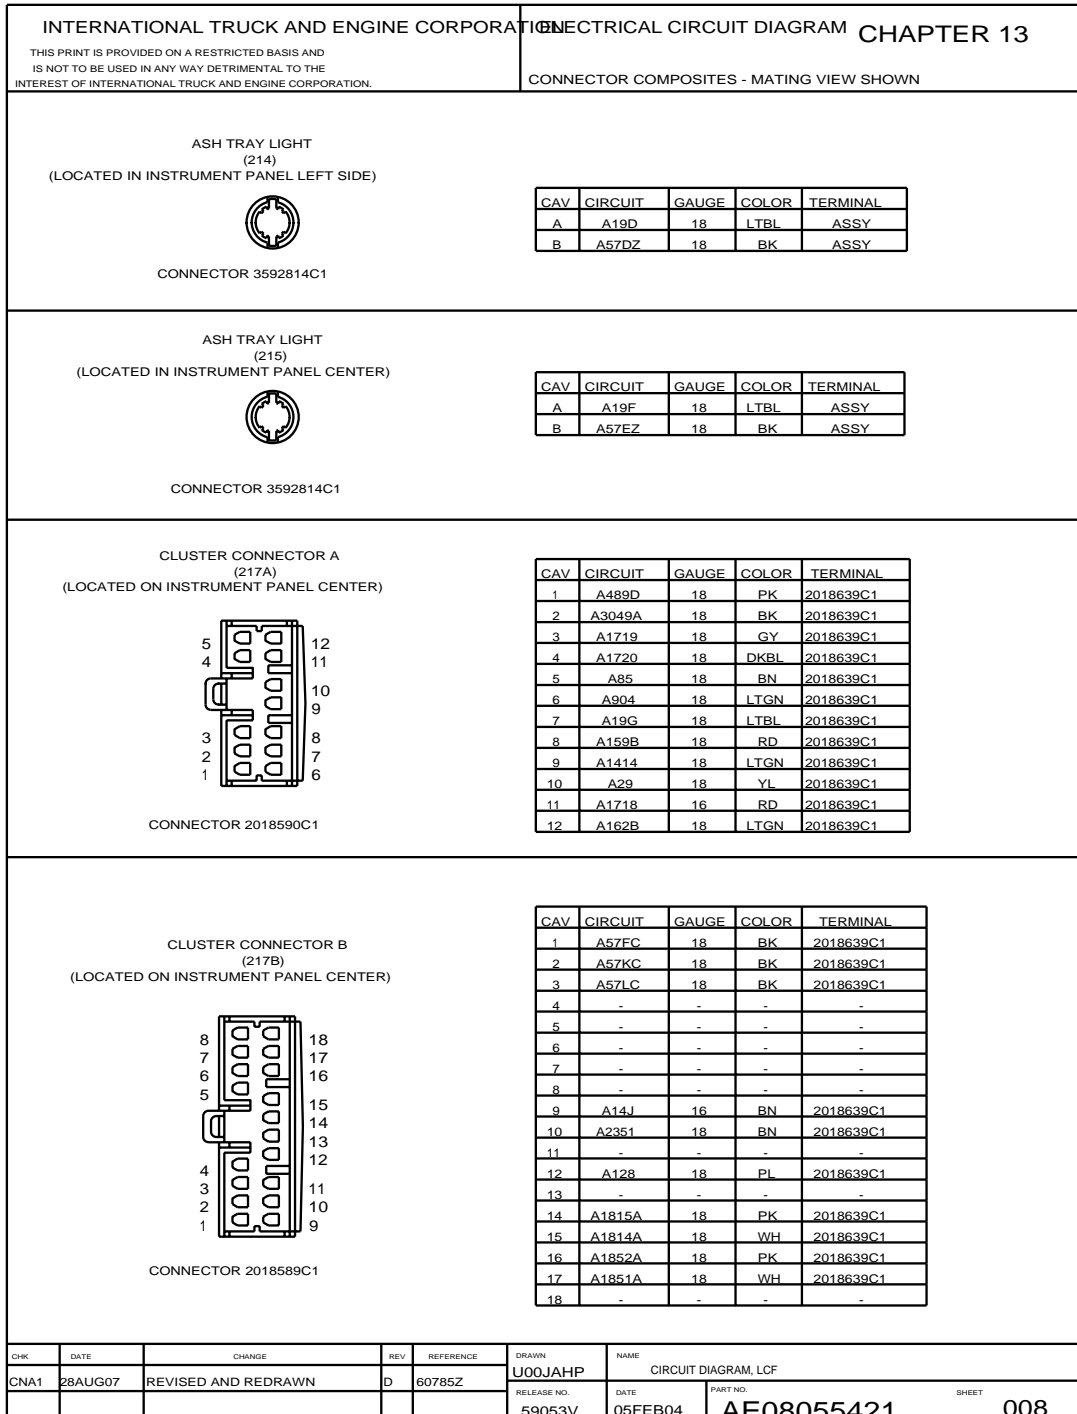 INTERNATIONAL TRUCK AND ENGINE CORPORATION
THIS PRINT IS PROVIDED ON A RESTRICTED BASIS AND
IS NOT TO BE USED IN ANY WAY DETRIMENTAL TO THE
INTEREST OF INTERNATIONAL TRUCK AND ENGINE CORPORATION.
ELECTRICAL CIRCUIT DIAGRAM CHAPTER 13
CONNECTOR COMPOSITES - MATING VIEW SHOWN
ASH TRAY LIGHT
(214)
(LOCATED IN INSTRUMENT PANEL LEFT SIDE)
CONNECTOR 3592814C1
CAV CIRCUIT GAUGE COLOR TERMINAL
A A19D 18 LTBL ASSY
B A57DZ 18 BK ASSY
ASH TRAY LIGHT
(215)
(LOCATED IN INSTRUMENT PANEL CENTER)
CONNECTOR 3592814C1
CAV CIRCUIT GAUGE COLOR TERMINAL
A A19F 18 LTBL ASSY
B A57EZ 18 BK ASSY
CLUSTER CONNECTOR A
(217A)
(LOCATED ON INSTRUMENT PANEL CENTER)
5 12
4 11
10
9
3 8
2 7
1 6
CONNECTOR 2018590C1
CAV CIRCUIT GAUGE COLOR TERMINAL
1 A489D 18 PK 2018639C1
2 A3049A 18 BK 2018639C1
3 A1719 18 GY 2018639C1
4 A1720 18 DKBL 2018639C1
5 A85 18 BN 2018639C1
6 A904 18 LTGN 2018639C1
7 A19G 18 LTBL 2018639C1
8 A159B 18 RD 2018639C1
9 A1414 18 LTGN 2018639C1
10 A29 18 YL 2018639C1
11 A1718 16 RD 2018639C1
12 A162B 18 LTGN 2018639C1
CLUSTER CONNECTOR B
(217B)
(LOCATED ON INSTRUMENT PANEL CENTER)
8 18
7 17
6 16
5
15
14
13
12
4
3 11
2 10
1 9
CONNECTOR 2018589C1
CAV CIRCUIT GAUGE COLOR TERMINAL
1 A57FC 18 BK 2018639C1
2 A57KC 18 BK 2018639C1
3 A57LC 18 BK 2018639C1
4 - - - -
5 - - - -
6 - - - -
7 - - - -
8 - - - -
9 A14J 16 BN 2018639C1
10 A2351 18 BN 2018639C1
11 - - - -
12 A128 18 PL 2018639C1
13 - - - -
14 A1815A 18 PK 2018639C1
15 A1814A 18 WH 2018639C1
16 A1852A 18 PK 2018639C1
17 A1851A 18 WH 2018639C1
18 - - - -
CHK DATE CHANGE REV REFERENCE
CNA1 28AUG07 REVISED AND REDRAWN D 60785Z
DRAWN
U00JAHP
NAME
CIRCUIT DIAGRAM, LCF
RELEASE NO.
59053V
DATE
05FEB04
PART NO.
AE08055421
SHEET
008